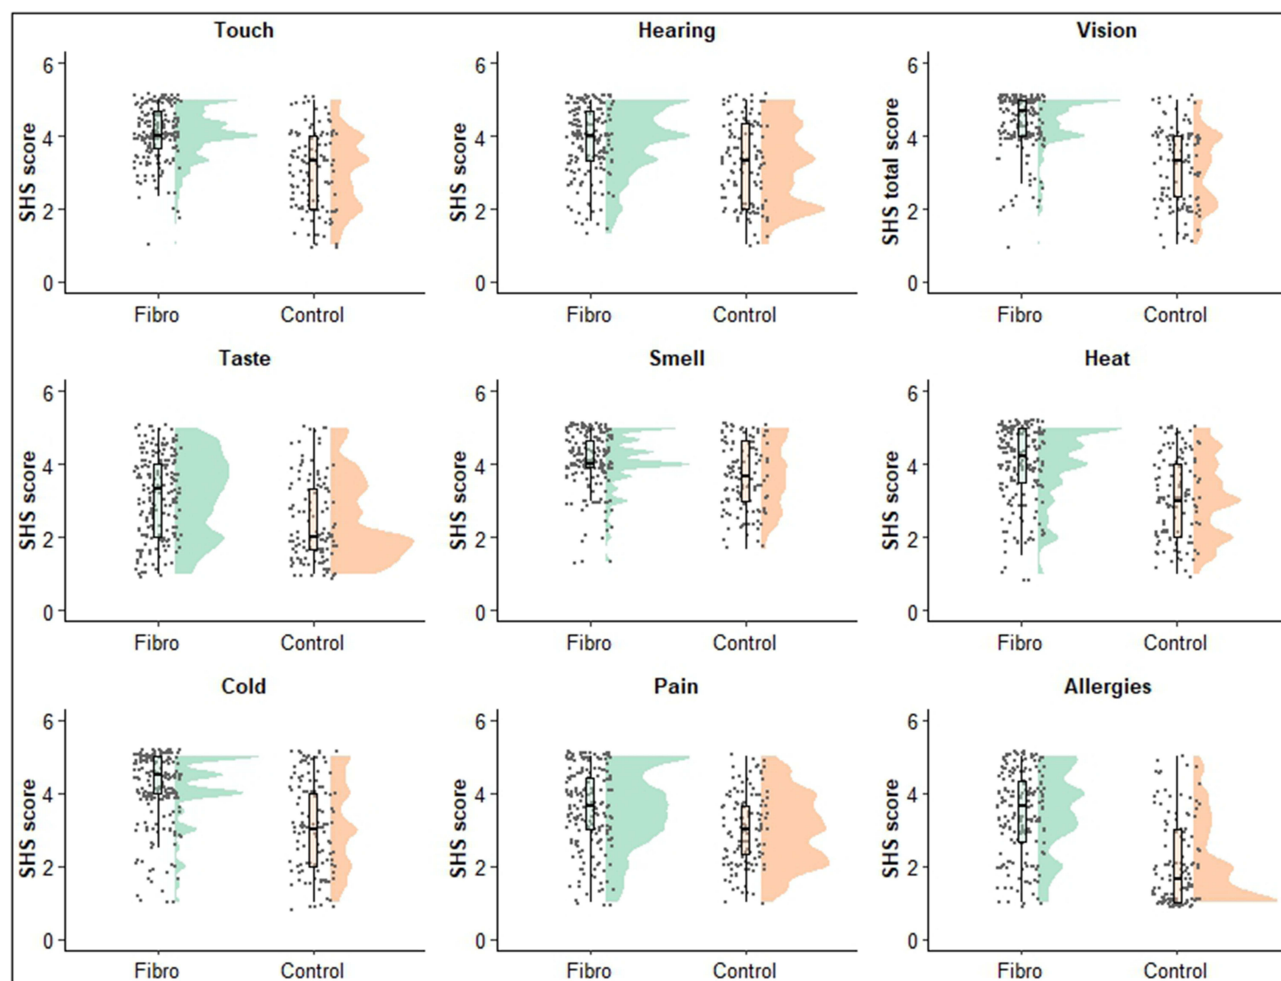 Touch
Hearing
Vision
SHS score
6
4
2
0
Fibro
Control
SHS score
6
4
2
0
Fibro
Control
SHS total score
6
4
2
0
Fibro
Control
Taste
Smell
Heat
SHS score
6
4
2
0
Fibro
Control
SHS score
6
4
2
0
Fibro
Control
SHS score
6
4
2
0
Fibro
Control
Cold
Pain
Allergies
SHS score
6
4
2
0
Fibro
Control
SHS score
6
4
2
0
Fibro
Control
SHS score
6
4
2
0
Fibro
Control